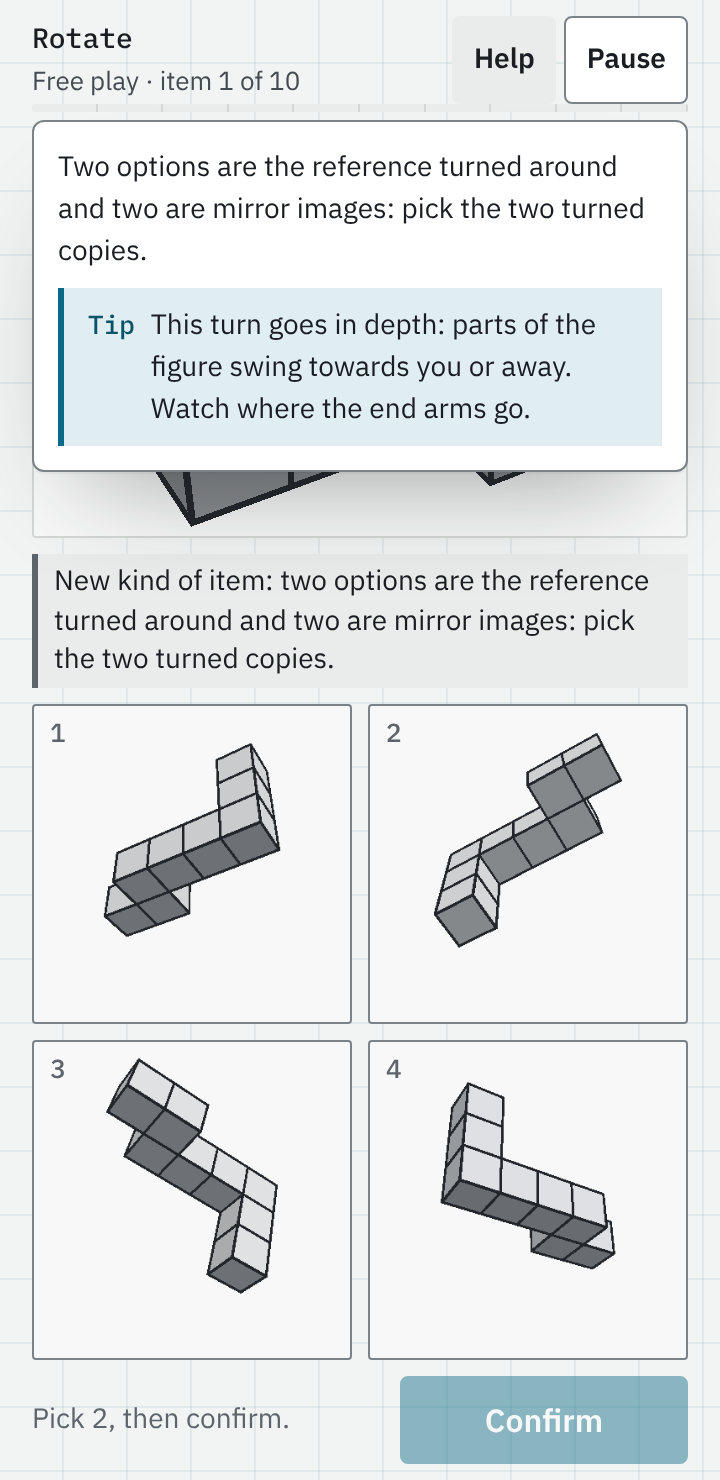 Rotate
Free play · item 1 of 10
Help
Pause
Two options are the reference turned around
and two are mirror images: pick the two turned
copies.
Tip This turn goes in depth: parts of the
figure swing towards you or away.
Watch where the end arms go.
New kind of item: two options are the reference
turned around and two are mirror images: pick
the two turned copies.
1
2
3
4
Pick 2, then confirm.
Confirm